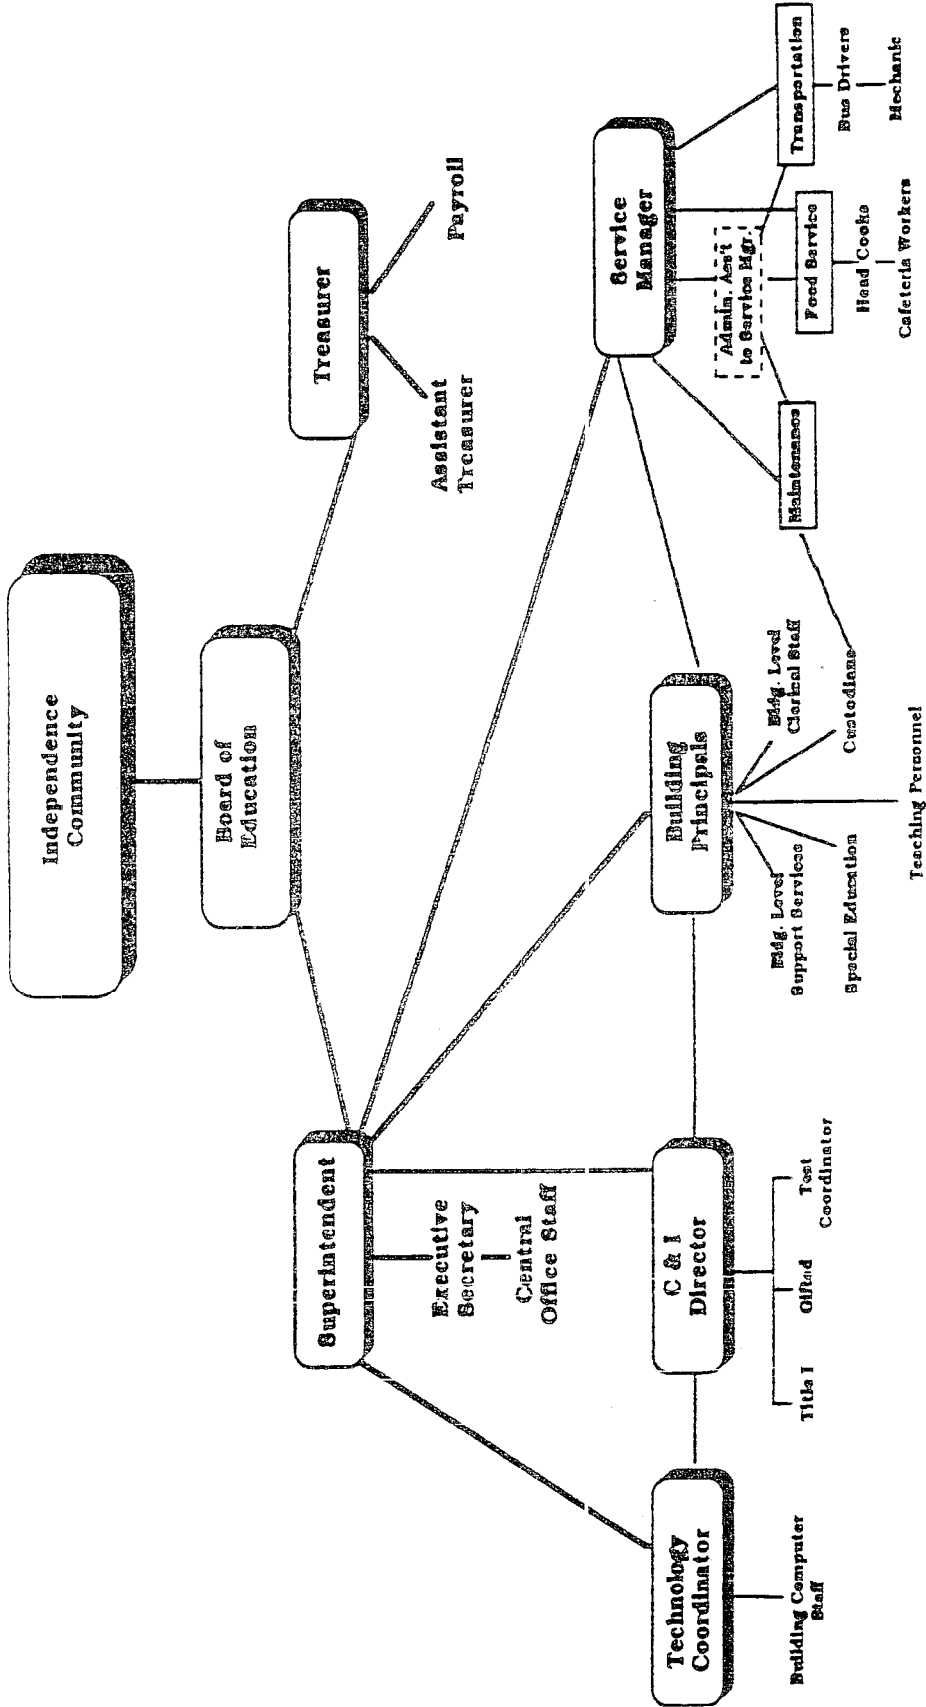 Independence
Community
Board of
Education
Superintendent
Treasurer
Executive
Secretary
Central
Office Staff
Assistant
Treasurer
Payroll
Technology
Coordinator
C & I
Director
Building
Principals
Service
Manager
Building Computer
Staff
Title I
Gifted
Test
Coordinator
Bldg. Level
Support Services
Special Education
Teaching Personnel
Custodians
Bldg. Level
Clerical Staff
Admin. Ass't
to Service Mgr.
Maintenance
Food Service
Transportation
Head Cooks
Cafeteria Workers
Bus Drivers
Mechanic